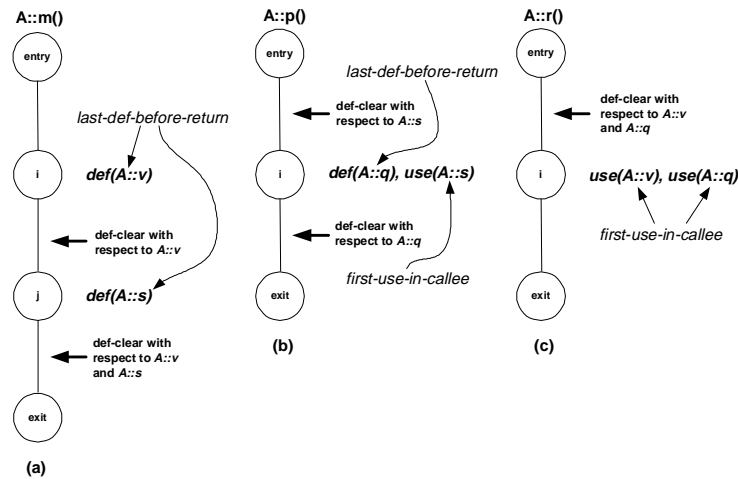 A::m()
entry
last-def-before-return
i
def(A::v)
def-clear with
respect to A::v
j
def(A::s)
def-clear with
respect to A::v
and A::s
exit
(a)
A::p()
entry
last-def-before-return
def-clear with
respect to A::s
i
def(A::q), use(A::s)
def-clear with
respect to A::q
first-use-in-callee
exit
(b)
A::r()
entry
def-clear with
respect to A::v
and A::q
i
use(A::v), use(A::q)
first-use-in-callee
exit
(c)